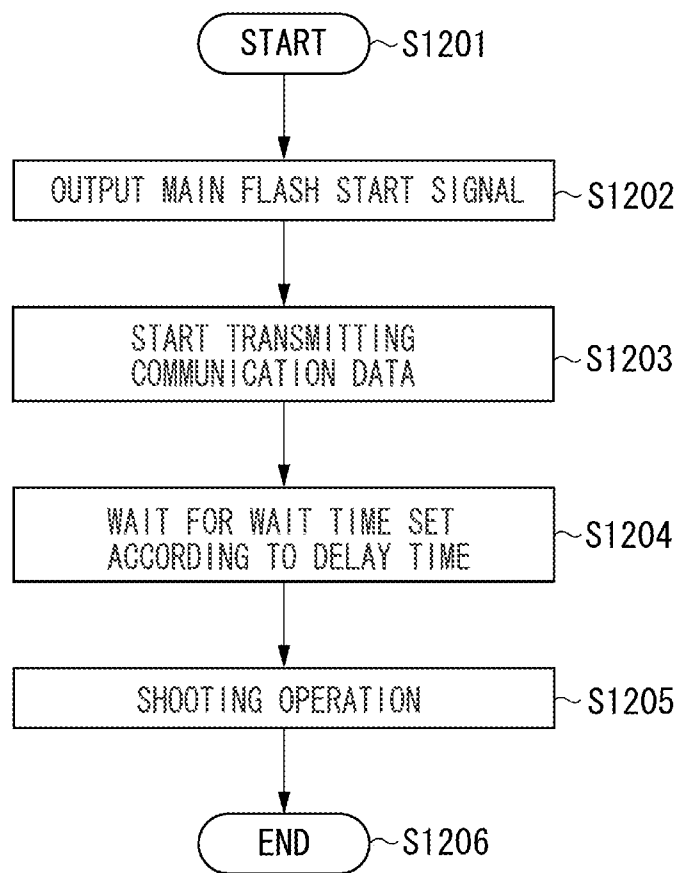 START S1201
OUTPUT MAIN FLASH START SIGNAL S1202
START TRANSMITTING
COMMUNICATION DATA S1203
WAIT FOR WAIT TIME SET
ACCORDING TO DELAY TIME S1204
SHOOTING OPERATION S1205
END S1206